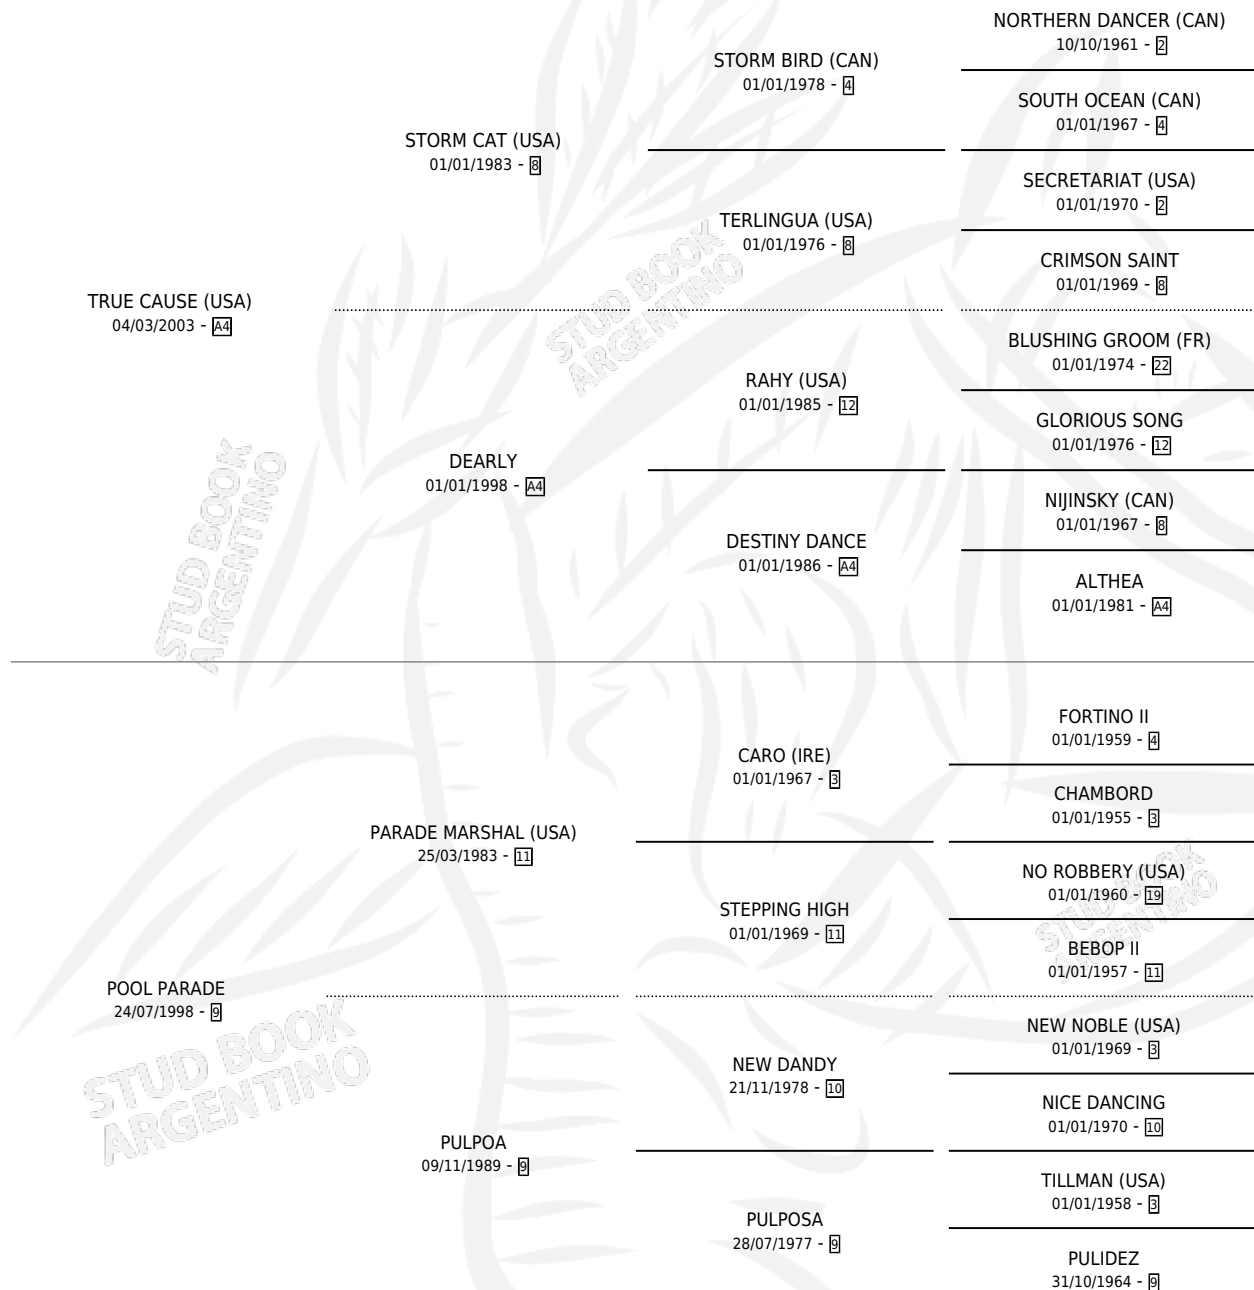 NORTHERN DANCER (CAN)
10/10/1961 - 2
STORM BIRD (CAN)
01/01/1978 - 4
SOUTH OCEAN (CAN)
01/01/1967 - 4
STORM CAT (USA)
01/01/1983 - 8
SECRETARIAT (USA)
01/01/1970 - 2
TERLINGUA (USA)
01/01/1976 - 8
CRIMSON SAINT
01/01/1969 - 8
TRUE CAUSE (USA)
04/03/2003 - A4
BLUSHING GROOM (FR)
01/01/1974 - 22
RAHY (USA)
01/01/1985 - 12
GLORIOUS SONG
01/01/1976 - 12
DEARLY
01/01/1998 - A4
NIJINSKY (CAN)
01/01/1967 - 8
DESTINY DANCE
01/01/1986 - A4
ALTHEA
01/01/1981 - A4
FORTINO II
01/01/1959 - 4
CARO (IRE)
01/01/1967 - 3
CHAMBORD
01/01/1955 - 3
PARADE MARSHAL (USA)
25/03/1983 - 11
NO ROBBERY (USA)
01/01/1960 - 19
STEPPING HIGH
01/01/1969 - 11
BEBOP II
01/01/1957 - 11
POOL PARADE
24/07/1998 - 9
NEW NOBLE (USA)
01/01/1969 - 3
NEW DANDY
21/11/1978 - 10
NICE DANCING
01/01/1970 - 10
PULPOA
09/11/1989 - 9
TILLMAN (USA)
01/01/1958 - 3
PULPOSA
28/07/1977 - 9
PULIDEZ
31/10/1964 - 9
STUD BOOK
ARGENTINO
STUD BOOK
ARGENTINO
STUD BOOK
ARGENTINO
STUD BOOK
ARGENTINO